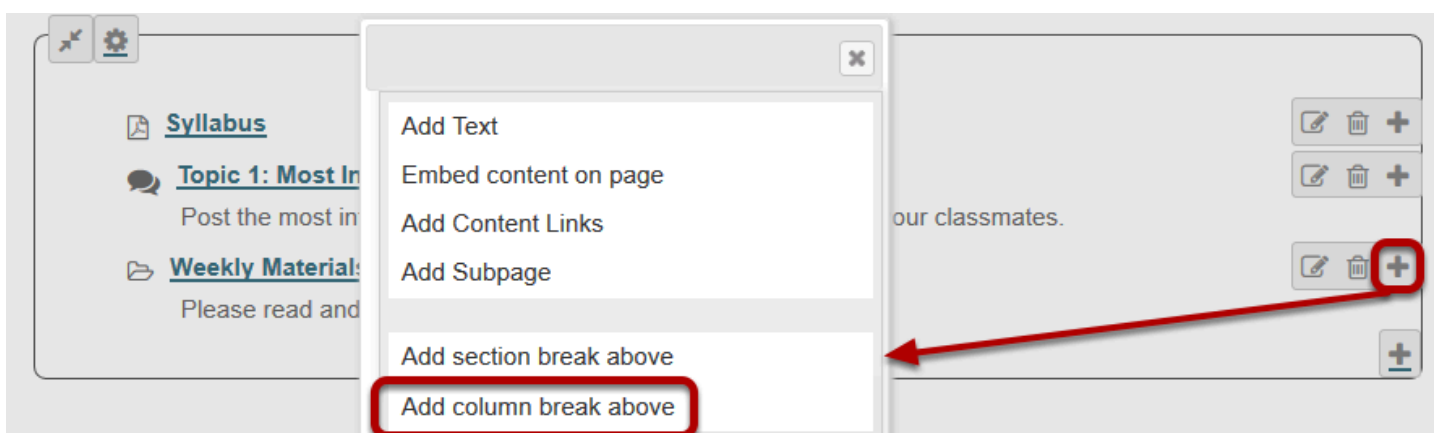 Syllabus
Topic 1: Most In
Post the most in our classmates.
Weekly Materials
Please read and
Add Text
Embed content on page
Add Content Links
Add Subpage
Add section break above
Add column break above